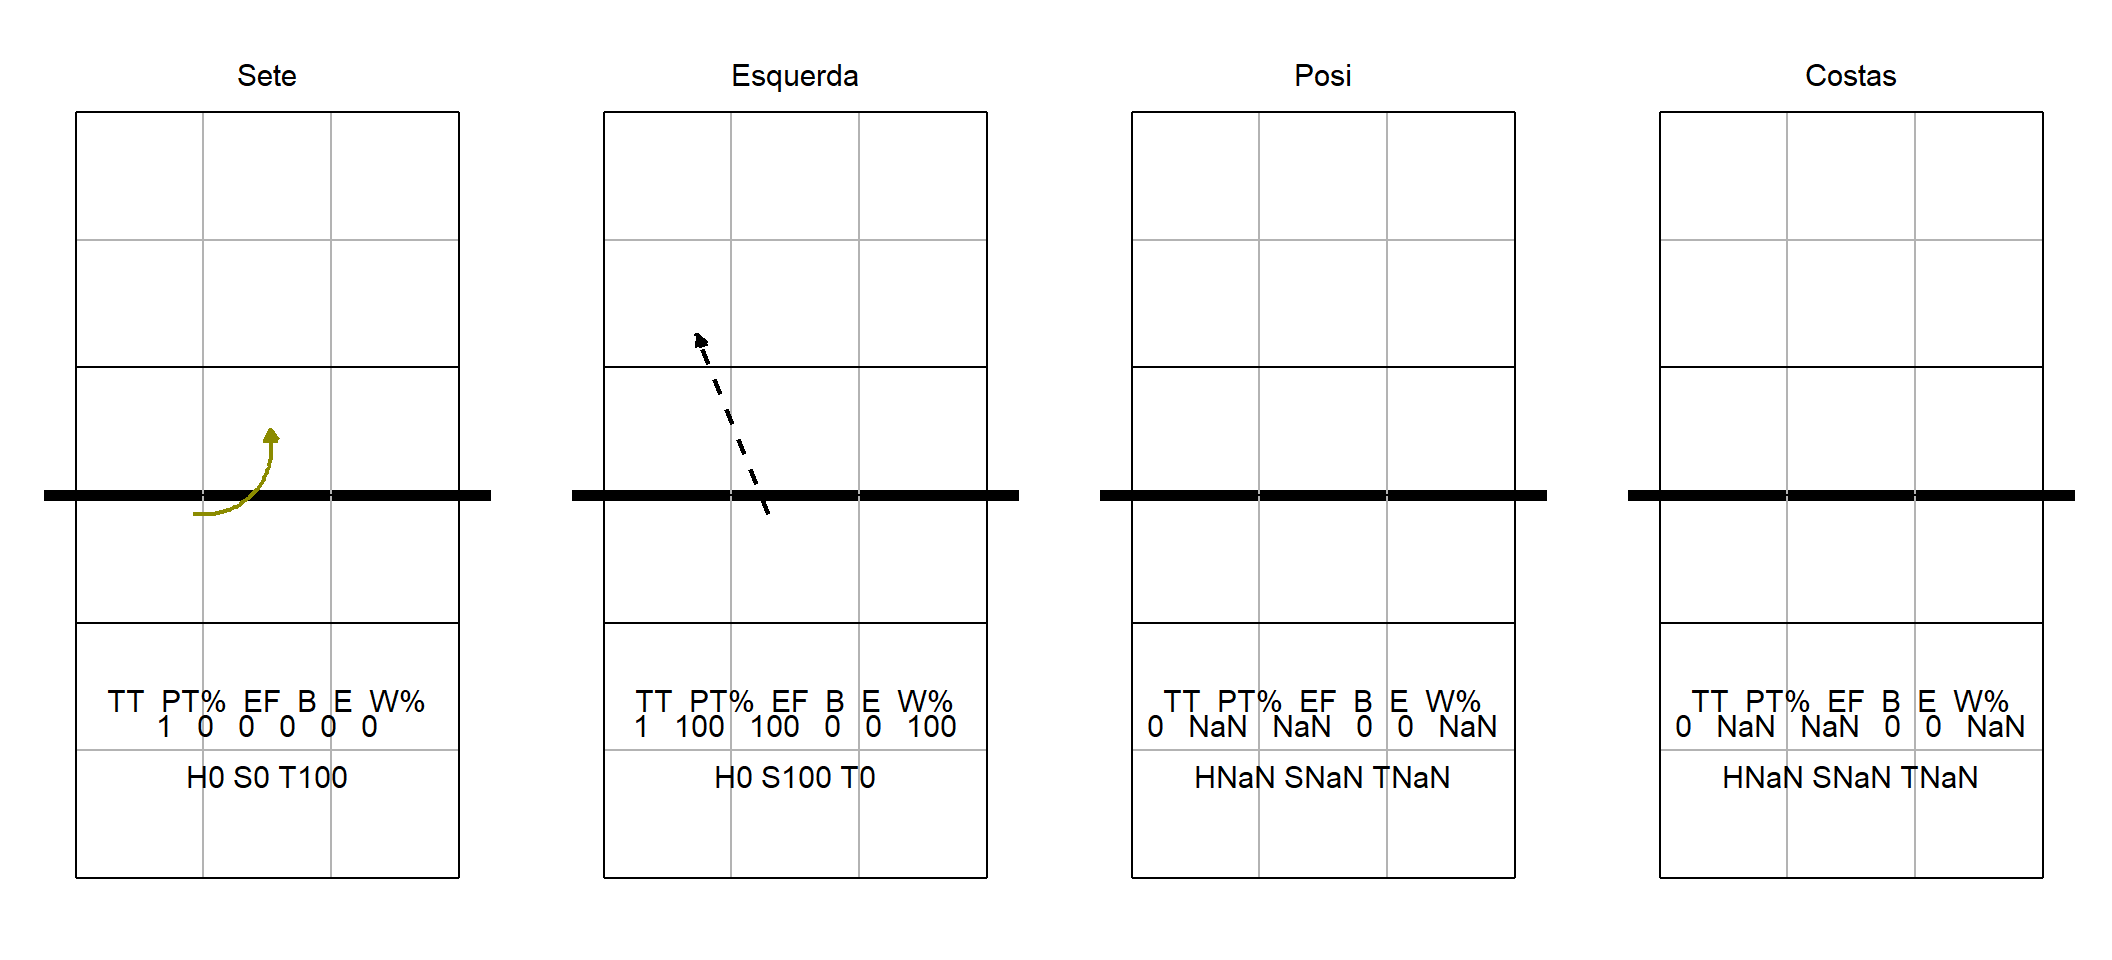 Sete
TT PT% EF B E W%
1 0 0 0 0 0
H0 S0 T100
Esquerda
TT PT% EF B E W%
1 100 100 0 0 100
H0 S100 T0
Posi
TT PT% EF B E W%
0 NaN NaN 0 0 NaN
HNaN SNaN TNaN
Costas
TT PT% EF B E W%
0 NaN NaN 0 0 NaN
HNaN SNaN TNaN